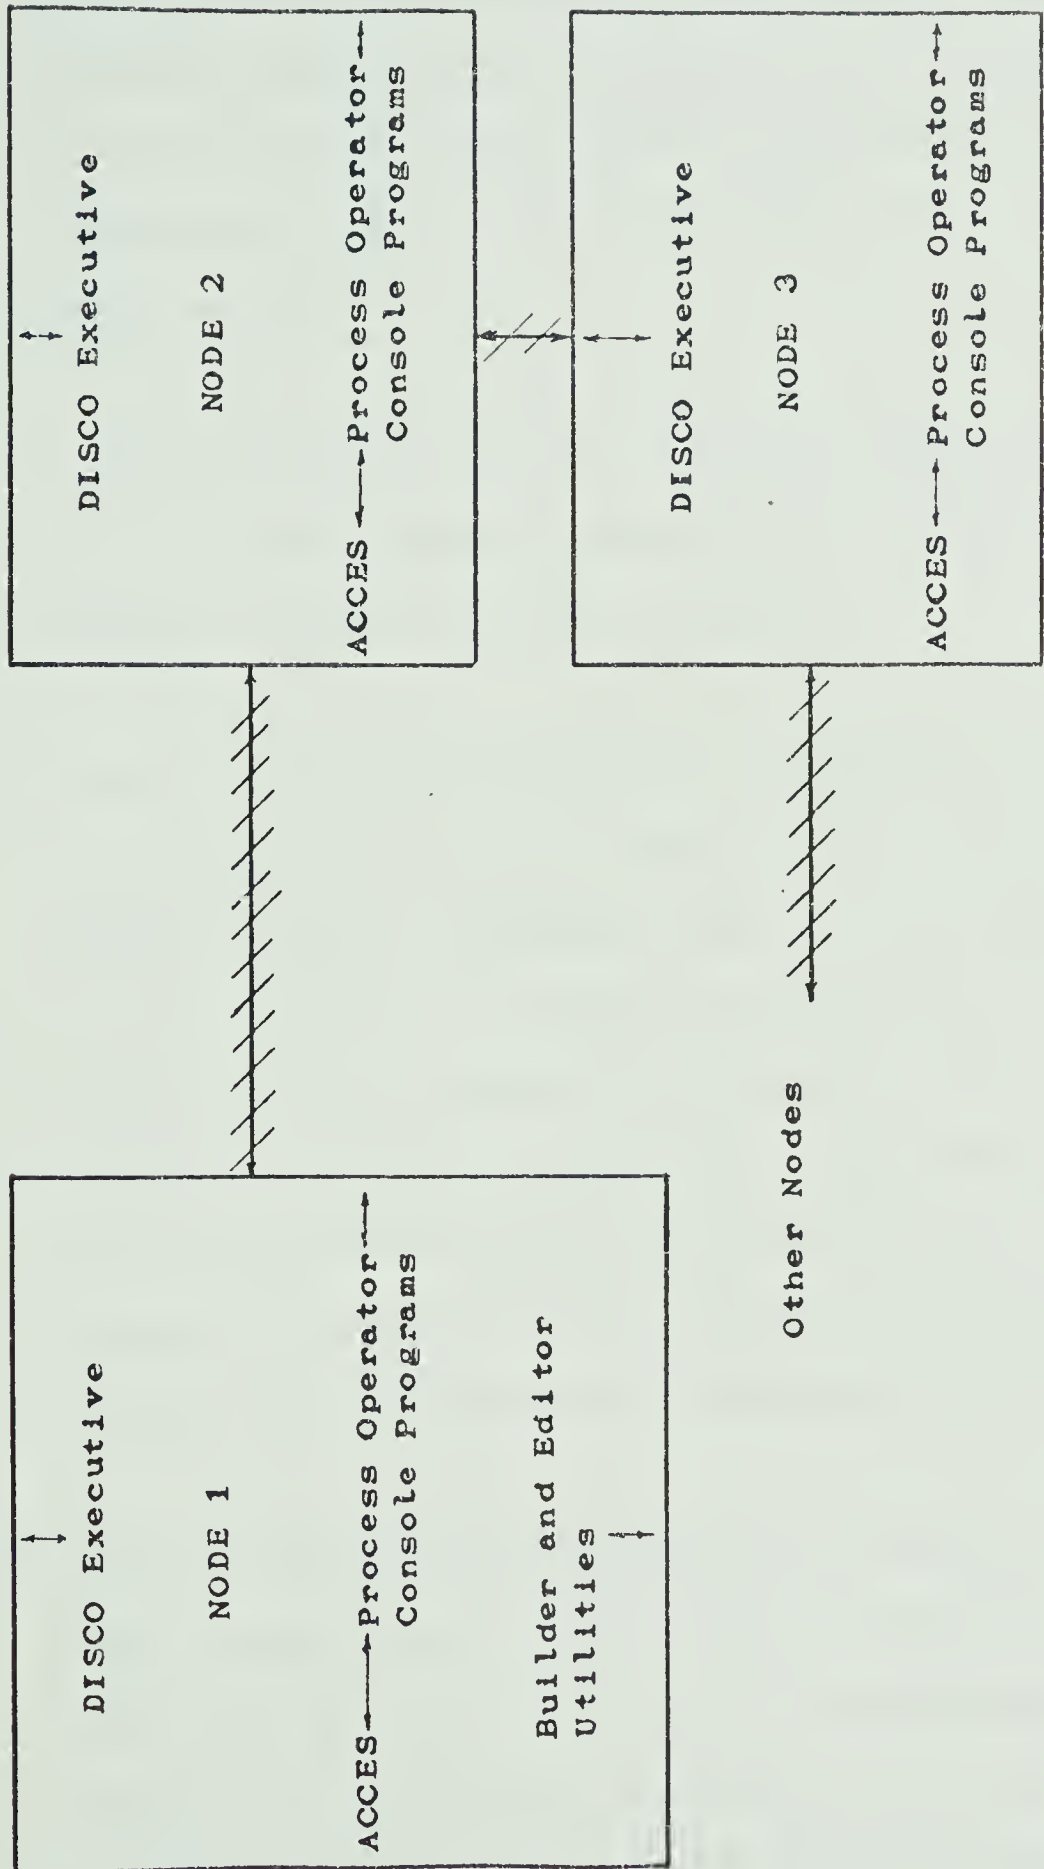 DISCO Executive
NODE 1
ACCES
Process Operator
Console Programs
Builder and Editor
Utilities
DISCO Executive
NODE 2
ACCES
Process Operator
Console Programs
Other Nodes
DISCO Executive
NODE 3
ACCES
Process Operator
Console Programs